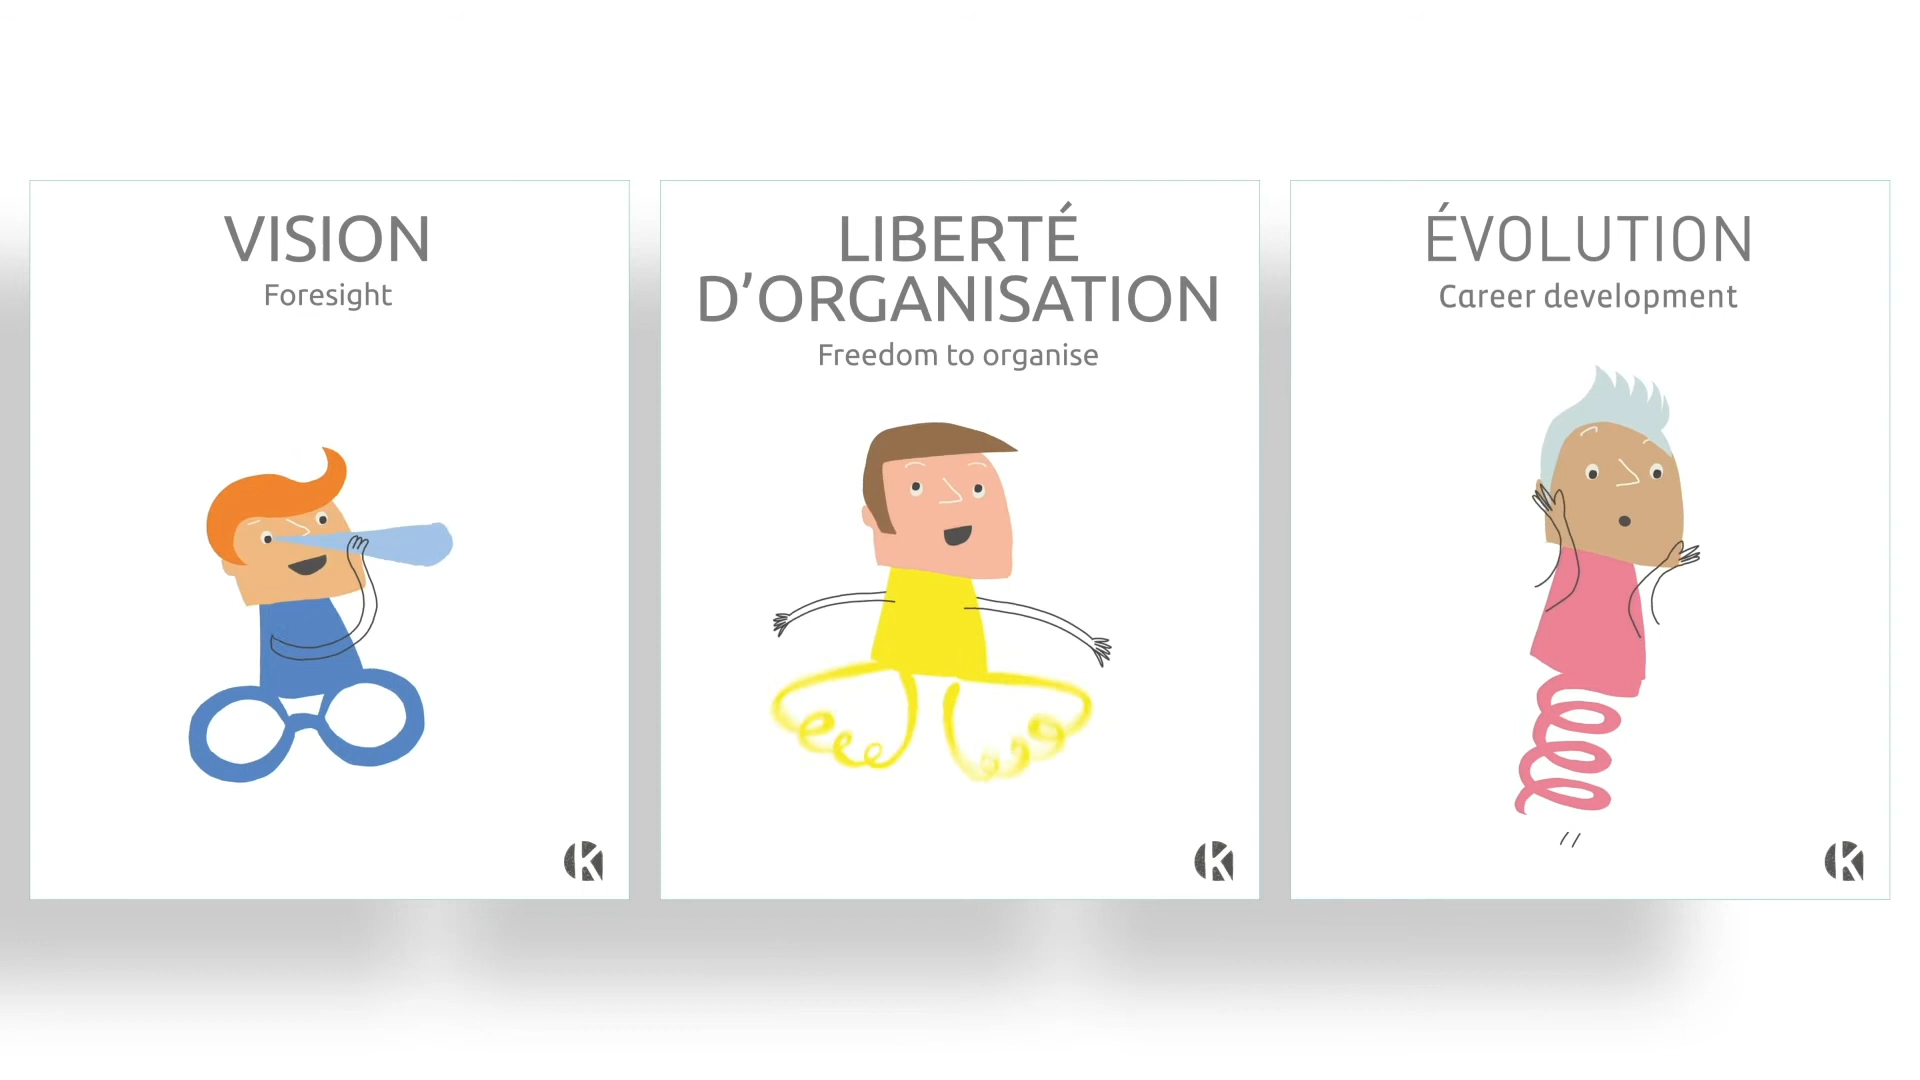 VISION
Foresight
LIBERTÉ
D’ORGANISATION
Freedom to organise
ÉVOLUTION
Career development
K
K
K